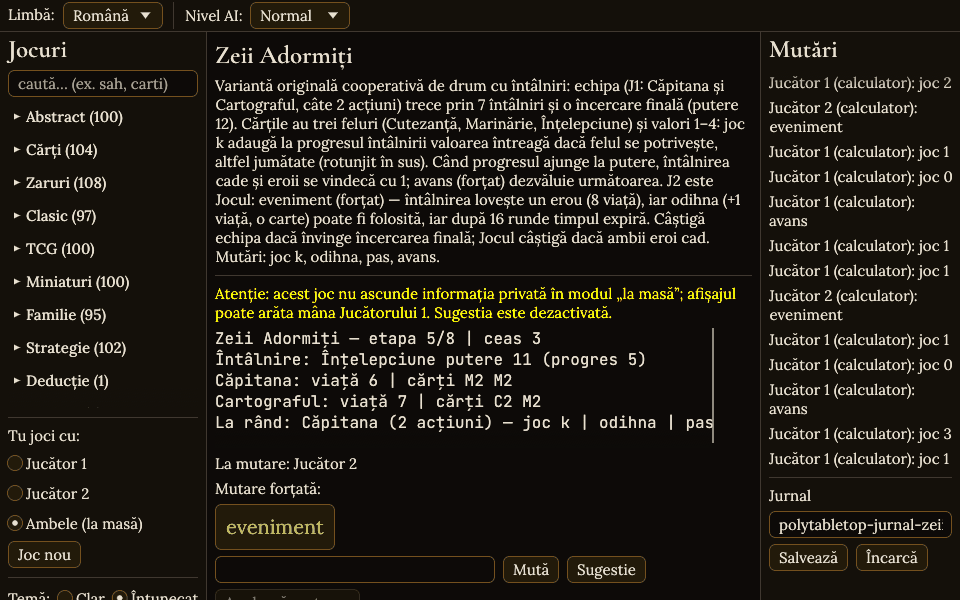 Limbă: Română ▼ Nivel AI: Normal ▼
Jocuri
caută... (ex. sah, carti)
▸ Abstract (100)
▸ Cărți (104)
▸ Zaruri (108)
▸ Clasic (97)
▸ TCG (100)
▸ Miniaturi (100)
▸ Familie (95)
▸ Strategie (102)
▸ Deducție (1)
Tu joci cu:
Jucător 1
Jucător 2
Ambele (la masă)
Joc nou
Temă: Clar Întunecat
Zeii Adormiți
Variantă originală cooperativă de drum cu întâlniri: echipa (J1: Căpitana și
Cartograful, câte 2 acțiuni) trece prin 7 întâlniri și o încercare finală (putere
12). Cărțile au trei feluri (Cutezanță, Marinărie, Înțelepciune) și valori 1–4: joc
k adaugă la progresul întâlnirii valoarea întreagă dacă felul se potrivește,
altfel jumătate (rotunjit în sus). Când progresul ajunge la putere, întâlnirea
cade și eroii se vindecă cu 1; avans (forțat) dezvăluie următoarea. J2 este
Jocul: eveniment (forțat) — întâlnirea lovește un erou (8 viață), iar odihna (+1
viață, o carte) poate fi folosită, iar după 16 runde timpul expiră. Câștigă
echipa dacă învinge încercarea finală; Jocul câștigă dacă ambii eroi cad.
Mutări: joc k, odihna, pas, avans.
Atenție: acest joc nu ascunde informația privată în modul „la masă”; afișajul
poate arăta mâna Jucătorului 1. Sugestia este dezactivată.
Zeii Adormiți — etapa 5/8 | ceas 3
Întâlnire: Înțelepciune putere 11 (progres 5)
Căpitana: viață 6 | cărți M2 M2
Cartograful: viață 7 | cărți C2 M2
La rând: Căpitana (2 acțiuni) — joc k | odihna | pas
La mutare: Jucător 2
Mutare forțată:
eveniment
Mută Sugestie
Mutări
Jucător 1 (calculator): joc 2
Jucător 2 (calculator):
eveniment
Jucător 1 (calculator): joc 1
Jucător 1 (calculator): joc 0
Jucător 1 (calculator):
avans
Jucător 1 (calculator): joc 1
Jucător 1 (calculator): joc 1
Jucător 2 (calculator):
eveniment
Jucător 1 (calculator): joc 1
Jucător 1 (calculator): joc 0
Jucător 1 (calculator):
avans
Jucător 1 (calculator): joc 3
Jucător 1 (calculator): joc 1
Jurnal
polytabletop-jurnal-zei
Salvează Încarcă